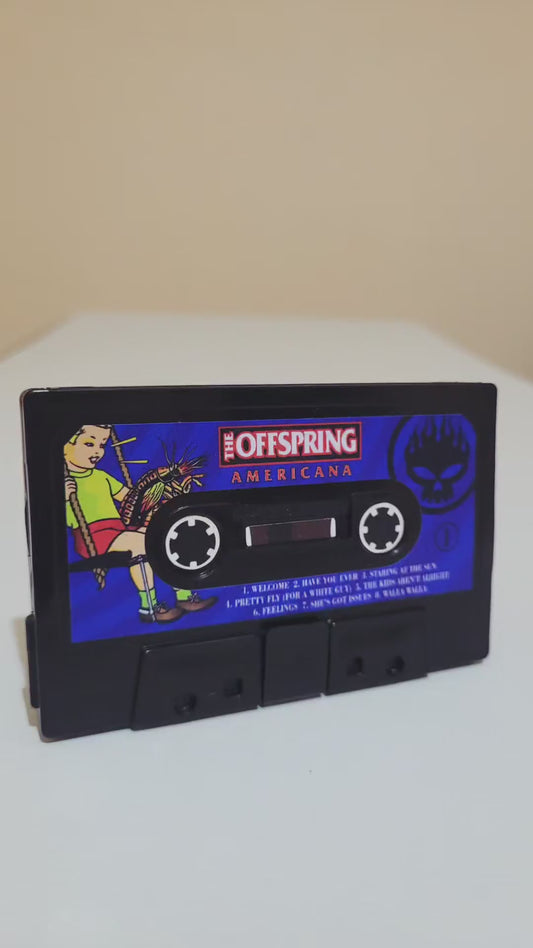 THE OFFSPRING
AMERICANA
1. WELCOME 2. HAVE YOU EVER 3. STARING AT THE SUN
4. PRETTY FLY (FOR A WHITE GUY) 5. THE KIDS AREN'T ALRIGHT
6. FEELINGS 7. SHE'S GOT ISSUES 8. WALLA WALLA